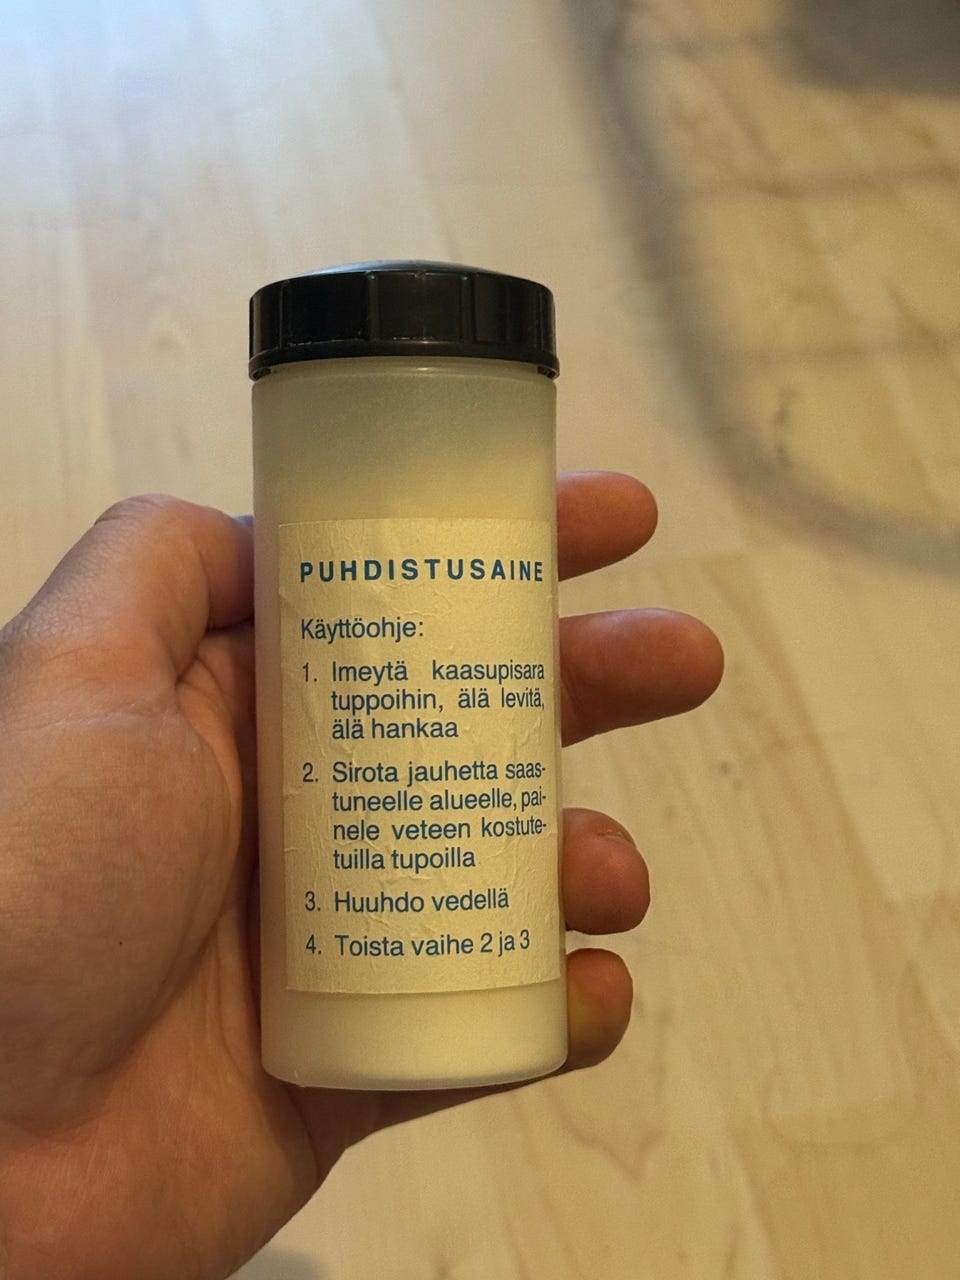 PUHDISTUSAINE
Käyttöohje:
1. Imeytä kaasupisara
tuppoihin, älä levitä,
älä hankaa
2. Sirota jauhetta saas-
tuneelle alueelle, pai-
nele veteen kostute-
tuilla tupoilla
3. Huuhdo vedellä
4. Toista vaihe 2 ja 3